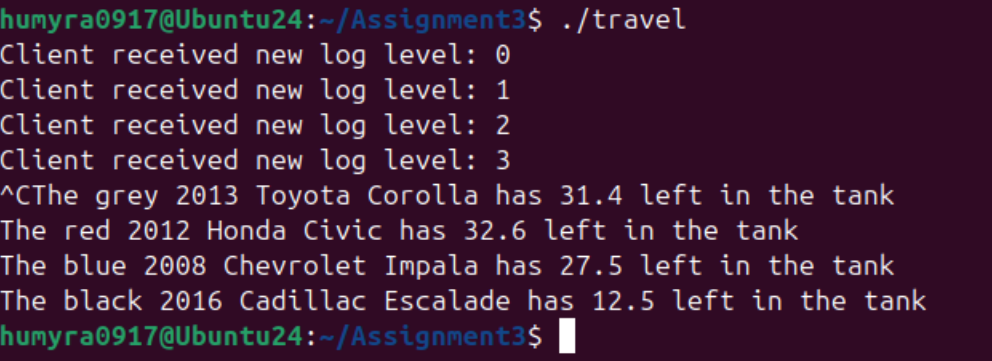 humyra0917@Ubuntu24:~/Assignment3$ ./travel
Client received new log level: 0
Client received new log level: 1
Client received new log level: 2
Client received new log level: 3
^CThe grey 2013 Toyota Corolla has 31.4 left in the tank
The red 2012 Honda Civic has 32.6 left in the tank
The blue 2008 Chevrolet Impala has 27.5 left in the tank
The black 2016 Cadillac Escalade has 12.5 left in the tank
humyra0917@Ubuntu24:~/Assignment3$